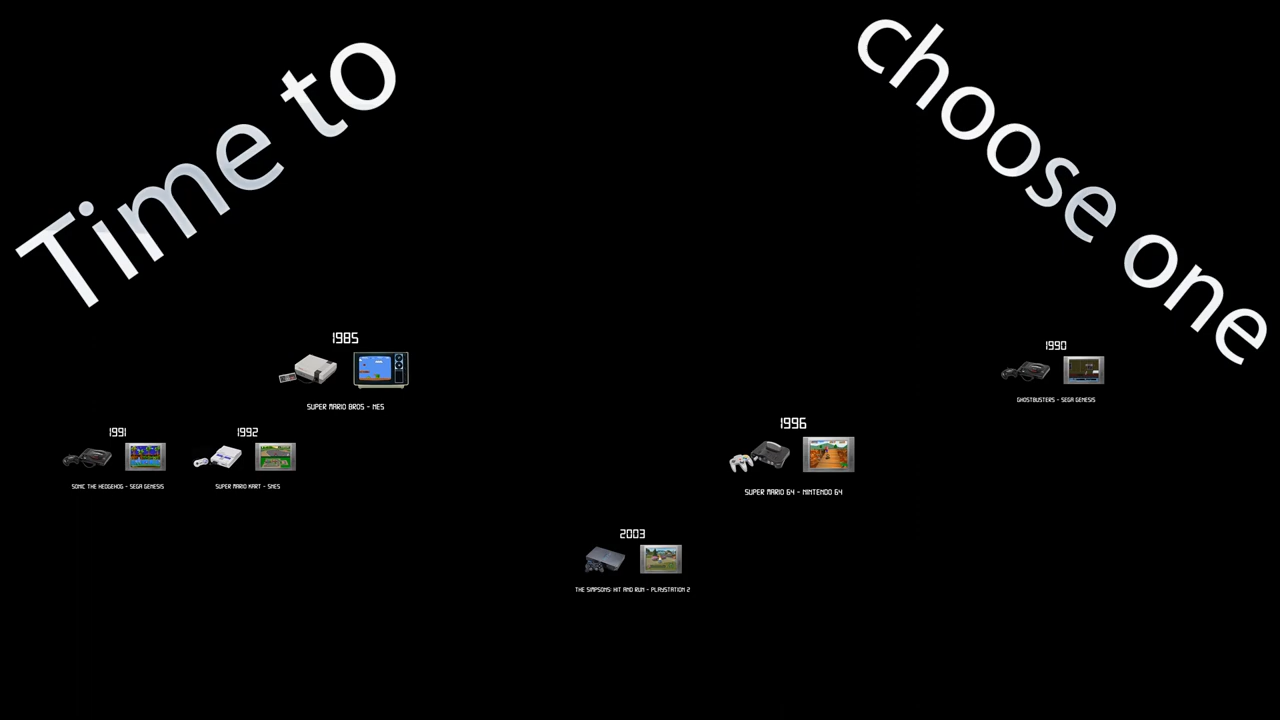 Time to
choose one
1985
SUPER MARIO BROS - NES
1990
GHOSTBUSTERS - SEGA GENESIS
1991
SONIC THE HEDGEHOG - SEGA GENESIS
1992
SUPER MARIO KART - SNES
1996
SUPER MARIO 64 - NINTENDO 64
2003
THE SIMPSONS: HIT AND RUN - PLAYSTATION 2